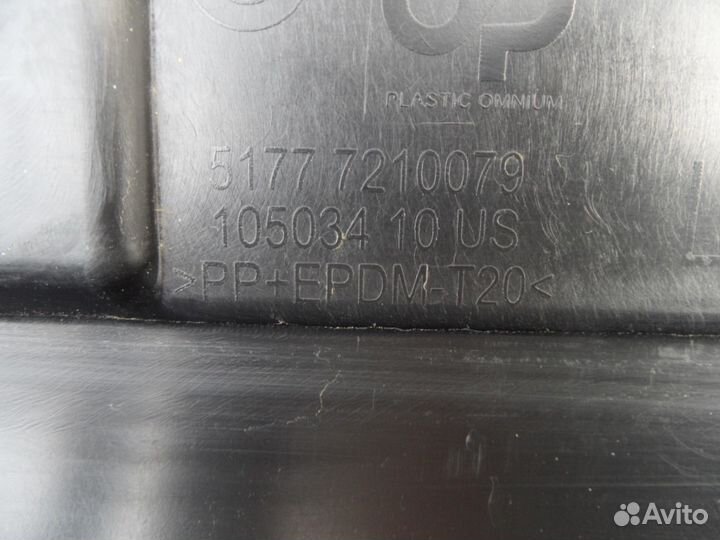 PLASTIC OMNIUM
5177 7210079
105034 10 US
>PP+EPDM-T20<
Avito